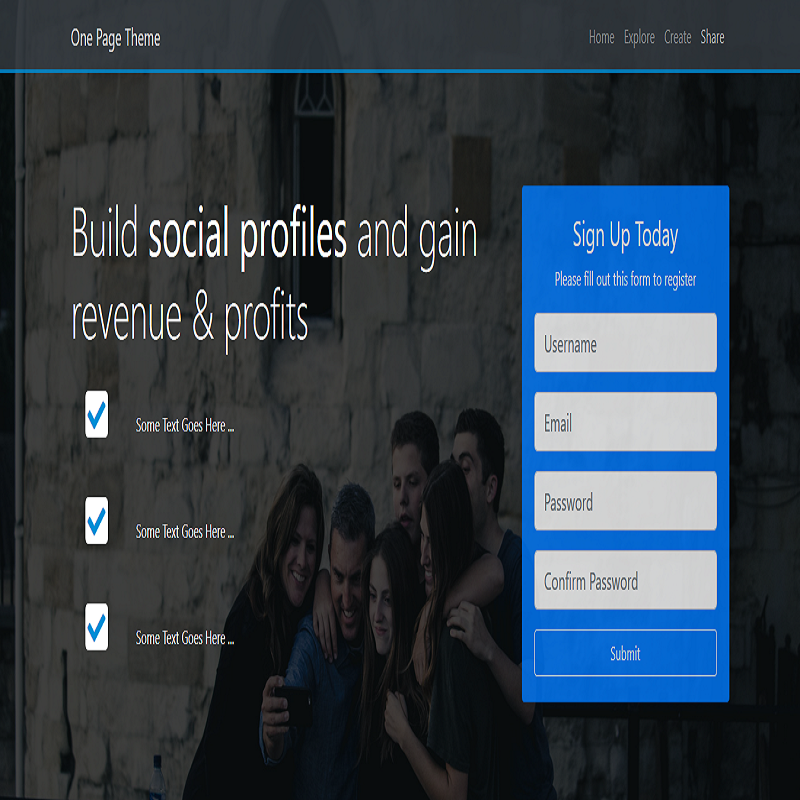 One Page Theme
Home Explore Create Share
Build social profiles and gain
revenue & profits
Some Text Goes Here ...
Some Text Goes Here ...
Some Text Goes Here ...
Sign Up Today
Please fill out this form to register
Username
Email
Password
Confirm Password
Submit